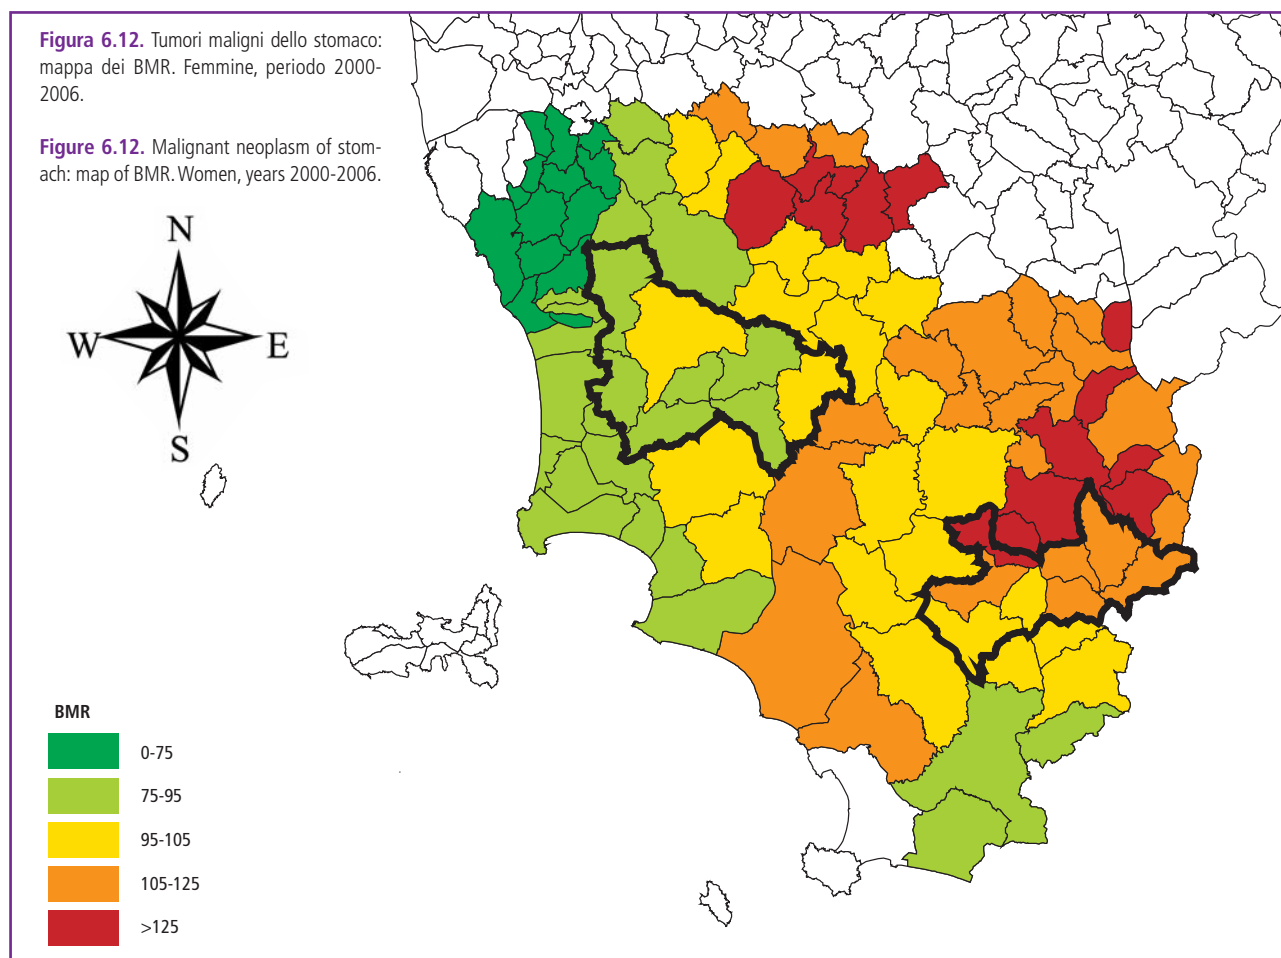 Figura 6.12. Tumori maligni dello stomaco:
mappa dei BMR. Femmine, periodo 2000-
2006.
Figure 6.12. Malignant neoplasm of stom-
ach: map of BMR. Women, years 2000-2006.
N
W
E
S
BMR
0-75
75-95
95-105
105-125
>125